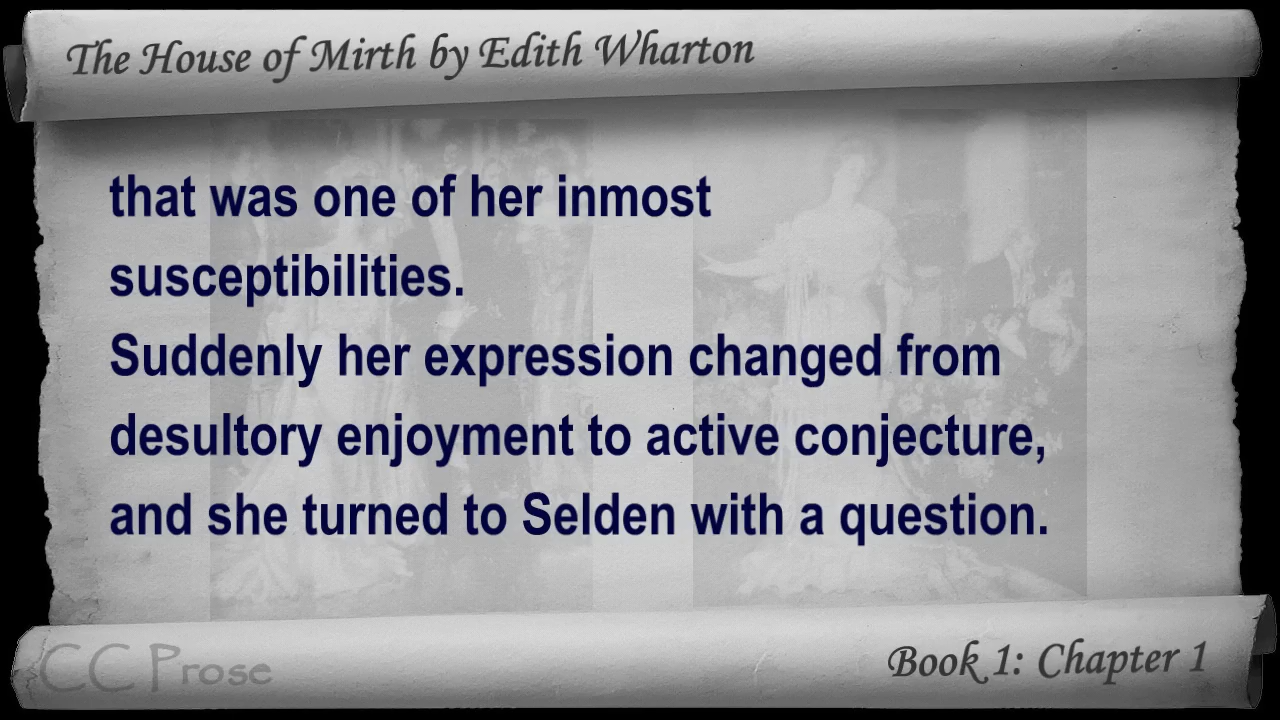 The House of Mirth by Edith Wharton
that was one of her inmost
susceptibilities.
Suddenly her expression changed from
desultory enjoyment to active conjecture,
and she turned to Selden with a question.
CC Prose
Book 1: Chapter 1